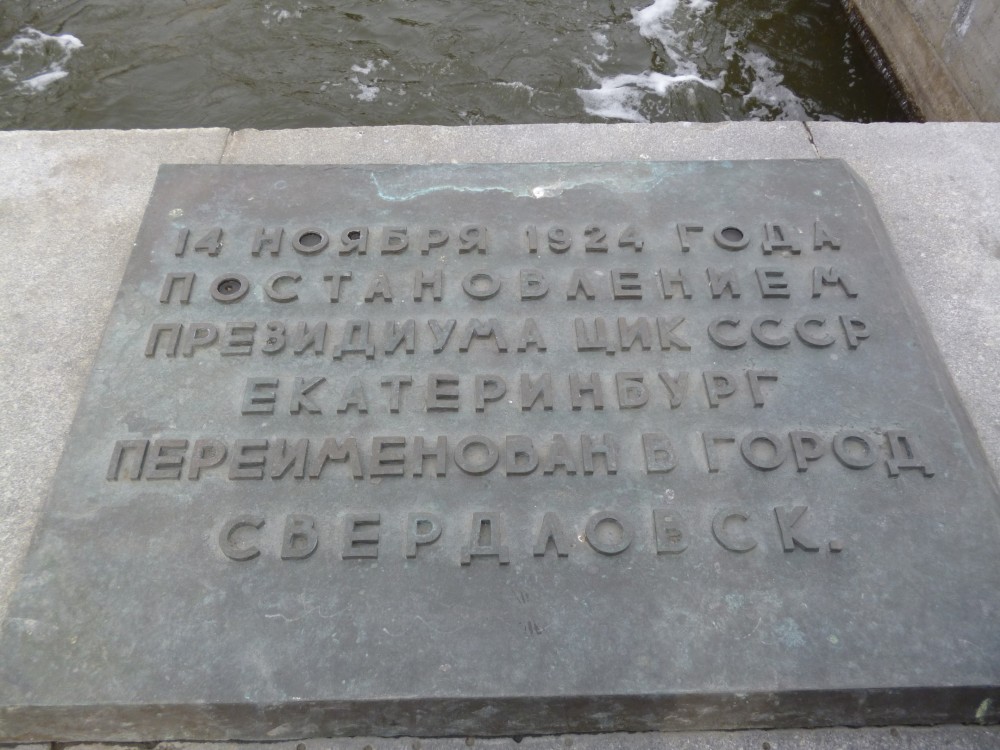 14 НОЯБРЯ 1924 ГОДА
ПОСТАНОВЛЕНИЕМ
ПРЕЗИДИУМА ЦИК СССР
ЕКАТЕРИНБУРГ
ПЕРЕИМЕНОВАН В ГОРОД
СВЕРДЛОВСК.